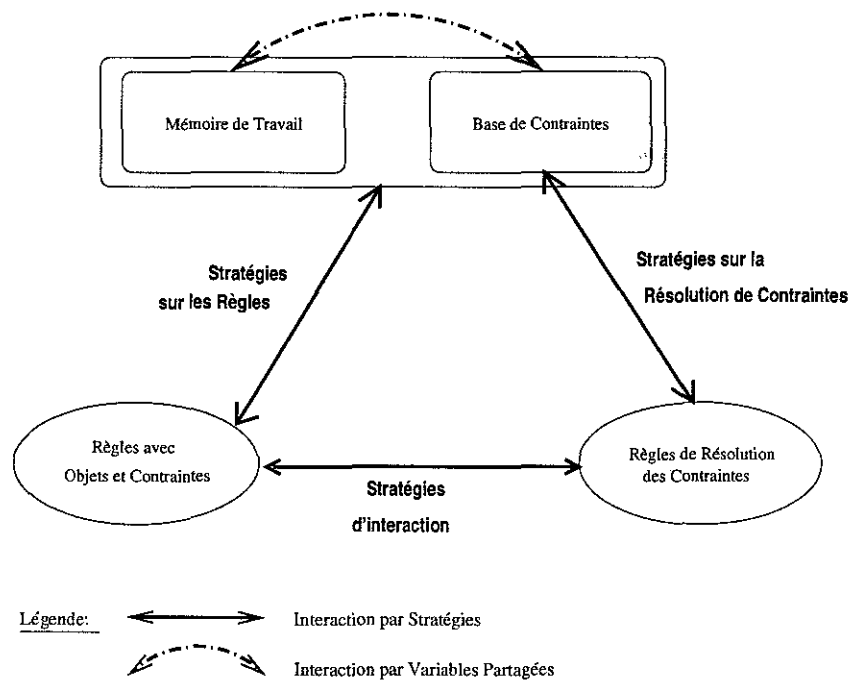 Mémoire de Travail
Base de Contraintes
Stratégies
sur les Règles
Stratégies sur la
Résolution de Contraintes
Règles avec
Objets et Contraintes
Règles de Résolution
des Contraintes
Stratégies
d'interaction
Légende:
Interaction par Stratégies
Interaction par Variables Partagées